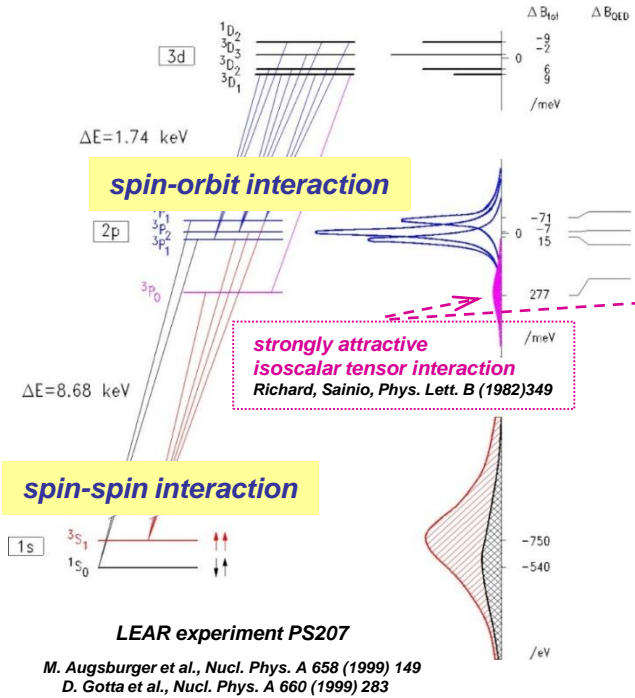 Δ B_tot Δ B_QED
¹D₂
³D₃
³D₂
³D₁
3d
-9
-2
0
6
9
/meV
ΔE=1.74 keV
spin-orbit interaction
¹P₁
³P₂
³P₁
2p
-71
-7
0
15
³P₀
277
/meV
strongly attractive
isoscalar tensor interaction
Richard, Sainio, Phys. Lett. B (1982)349
ΔE=8.68 keV
spin-spin interaction
1s
³S₁
¹S₀
-750
-540
/eV
LEAR experiment PS207
M. Augsburger et al., Nucl. Phys. A 658 (1999) 149
D. Gotta et al., Nucl. Phys. A 660 (1999) 283